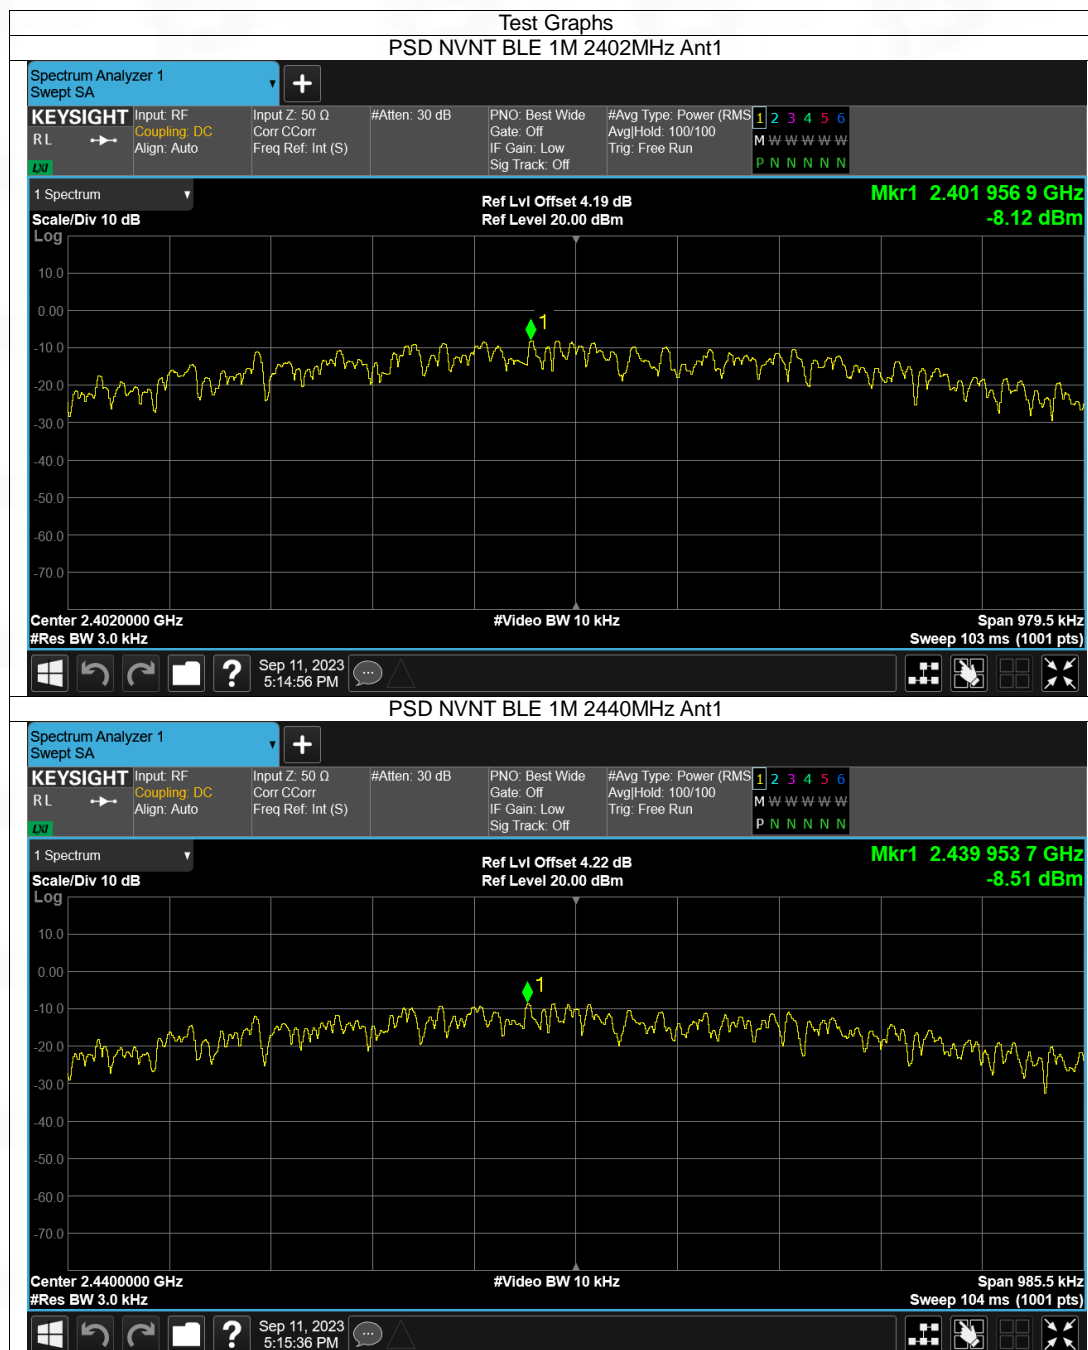 Test Graphs
PSD NVNT BLE 1M 2402MHz Ant1
Spectrum Analyzer 1
Swept SA
+
KEYSIGHT Input: RF Input Z: 50 Ω #Atten: 30 dB PNO: Best Wide #Avg Type: Power (RMS 1 2 3 4 5 6
RL Coupling: DC Corr CCorr Gate: Off Avg|Hold: 100/100 M W W W W W
Align: Auto Freq Ref: Int (S) IF Gain: Low Trig: Free Run
LXI Sig Track: Off P N N N N N
1 Spectrum Ref Lvl Offset 4.19 dB Mkr1 2.401 956 9 GHz
Scale/Div 10 dB Ref Level 20.00 dBm -8.12 dBm
Log
10.0
0.00
1
-10.0
-20.0
-30.0
-40.0
-50.0
-60.0
-70.0
Center 2.4020000 GHz #Video BW 10 kHz Span 979.5 kHz
#Res BW 3.0 kHz Sweep 103 ms (1001 pts)
? Sep 11, 2023
5:14:56 PM
PSD NVNT BLE 1M 2440MHz Ant1
Spectrum Analyzer 1
Swept SA
+
KEYSIGHT Input: RF Input Z: 50 Ω #Atten: 30 dB PNO: Best Wide #Avg Type: Power (RMS 1 2 3 4 5 6
RL Coupling: DC Corr CCorr Gate: Off Avg|Hold: 100/100 M W W W W W
Align: Auto Freq Ref: Int (S) IF Gain: Low Trig: Free Run
LXI Sig Track: Off P N N N N N
1 Spectrum Ref Lvl Offset 4.22 dB Mkr1 2.439 953 7 GHz
Scale/Div 10 dB Ref Level 20.00 dBm -8.51 dBm
Log
10.0
0.00
1
-10.0
-20.0
-30.0
-40.0
-50.0
-60.0
-70.0
Center 2.4400000 GHz #Video BW 10 kHz Span 985.5 kHz
#Res BW 3.0 kHz Sweep 104 ms (1001 pts)
? Sep 11, 2023
5:15:36 PM